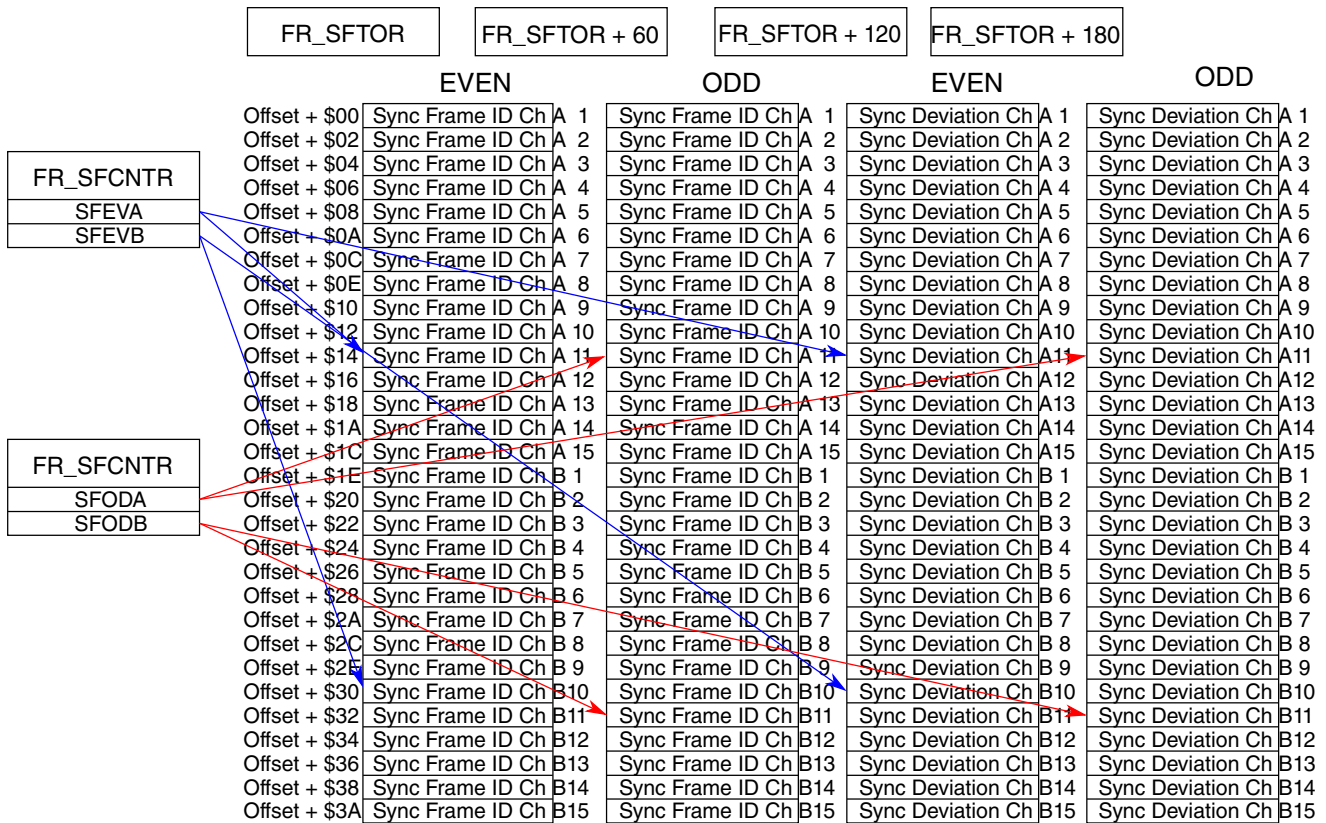 FR_SFTOR FR_SFTOR + 60 FR_SFTOR + 120 FR_SFTOR + 180
EVEN ODD EVEN ODD
Offset + $00 Sync Frame ID Ch A 1 Sync Frame ID Ch A 1 Sync Deviation Ch A 1 Sync Deviation Ch A 1
Offset + $02 Sync Frame ID Ch A 2 Sync Frame ID Ch A 2 Sync Deviation Ch A 2 Sync Deviation Ch A 2
Offset + $04 Sync Frame ID Ch A 3 Sync Frame ID Ch A 3 Sync Deviation Ch A 3 Sync Deviation Ch A 3
FR_SFCNTR Offset + $06 Sync Frame ID Ch A 4 Sync Frame ID Ch A 4 Sync Deviation Ch A 4 Sync Deviation Ch A 4
SFEVA Offset + $08 Sync Frame ID Ch A 5 Sync Frame ID Ch A 5 Sync Deviation Ch A 5 Sync Deviation Ch A 5
SFEVB Offset + $0A Sync Frame ID Ch A 6 Sync Frame ID Ch A 6 Sync Deviation Ch A 6 Sync Deviation Ch A 6
Offset + $0C Sync Frame ID Ch A 7 Sync Frame ID Ch A 7 Sync Deviation Ch A 7 Sync Deviation Ch A 7
Offset + $0E Sync Frame ID Ch A 8 Sync Frame ID Ch A 8 Sync Deviation Ch A 8 Sync Deviation Ch A 8
Offset + $10 Sync Frame ID Ch A 9 Sync Frame ID Ch A 9 Sync Deviation Ch A 9 Sync Deviation Ch A 9
Offset + $12 Sync Frame ID Ch A 10 Sync Frame ID Ch A 10 Sync Deviation Ch A10 Sync Deviation Ch A10
Offset + $14 Sync Frame ID Ch A 11 Sync Frame ID Ch A 11 Sync Deviation Ch A11 Sync Deviation Ch A11
Offset + $16 Sync Frame ID Ch A 12 Sync Frame ID Ch A 12 Sync Deviation Ch A12 Sync Deviation Ch A12
Offset + $18 Sync Frame ID Ch A 13 Sync Frame ID Ch A 13 Sync Deviation Ch A13 Sync Deviation Ch A13
Offset + $1A Sync Frame ID Ch A 14 Sync Frame ID Ch A 14 Sync Deviation Ch A14 Sync Deviation Ch A14
FR_SFCNTR Offset + $1C Sync Frame ID Ch A 15 Sync Frame ID Ch A 15 Sync Deviation Ch A15 Sync Deviation Ch A15
Offset + $1E Sync Frame ID Ch B 1 Sync Frame ID Ch B 1 Sync Deviation Ch B 1 Sync Deviation Ch B 1
SFODA Offset + $20 Sync Frame ID Ch B 2 Sync Frame ID Ch B 2 Sync Deviation Ch B 2 Sync Deviation Ch B 2
SFODB Offset + $22 Sync Frame ID Ch B 3 Sync Frame ID Ch B 3 Sync Deviation Ch B 3 Sync Deviation Ch B 3
Offset + $24 Sync Frame ID Ch B 4 Sync Frame ID Ch B 4 Sync Deviation Ch B 4 Sync Deviation Ch B 4
Offset + $26 Sync Frame ID Ch B 5 Sync Frame ID Ch B 5 Sync Deviation Ch B 5 Sync Deviation Ch B 5
Offset + $28 Sync Frame ID Ch B 6 Sync Frame ID Ch B 6 Sync Deviation Ch B 6 Sync Deviation Ch B 6
Offset + $2A Sync Frame ID Ch B 7 Sync Frame ID Ch B 7 Sync Deviation Ch B 7 Sync Deviation Ch B 7
Offset + $2C Sync Frame ID Ch B 8 Sync Frame ID Ch B 8 Sync Deviation Ch B 8 Sync Deviation Ch B 8
Offset + $2E Sync Frame ID Ch B 9 Sync Frame ID Ch B 9 Sync Deviation Ch B 9 Sync Deviation Ch B 9
Offset + $30 Sync Frame ID Ch B10 Sync Frame ID Ch B10 Sync Deviation Ch B10 Sync Deviation Ch B10
Offset + $32 Sync Frame ID Ch B11 Sync Frame ID Ch B11 Sync Deviation Ch B11 Sync Deviation Ch B11
Offset + $34 Sync Frame ID Ch B12 Sync Frame ID Ch B12 Sync Deviation Ch B12 Sync Deviation Ch B12
Offset + $36 Sync Frame ID Ch B13 Sync Frame ID Ch B13 Sync Deviation Ch B13 Sync Deviation Ch B13
Offset + $38 Sync Frame ID Ch B14 Sync Frame ID Ch B14 Sync Deviation Ch B14 Sync Deviation Ch B14
Offset + $3A Sync Frame ID Ch B15 Sync Frame ID Ch B15 Sync Deviation Ch B15 Sync Deviation Ch B15